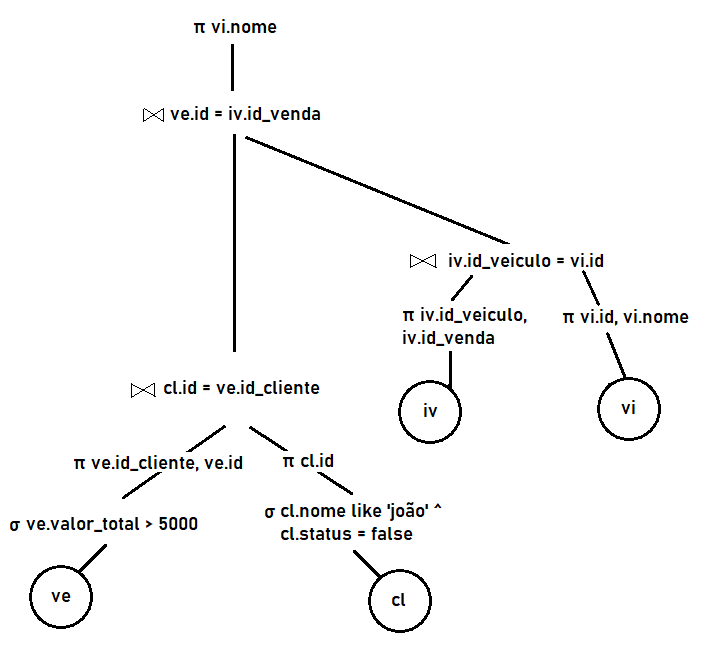 π vi.nome
⋈ ve.id = iv.id_venda
⋈ iv.id_veiculo = vi.id
π iv.id_veiculo,
iv.id_venda
π vi.id, vi.nome
⋈ cl.id = ve.id_cliente
iv
vi
π ve.id_cliente, ve.id
π cl.id
σ ve.valor_total > 5000
σ cl.nome like 'joão' ^
cl.status = false
ve
cl